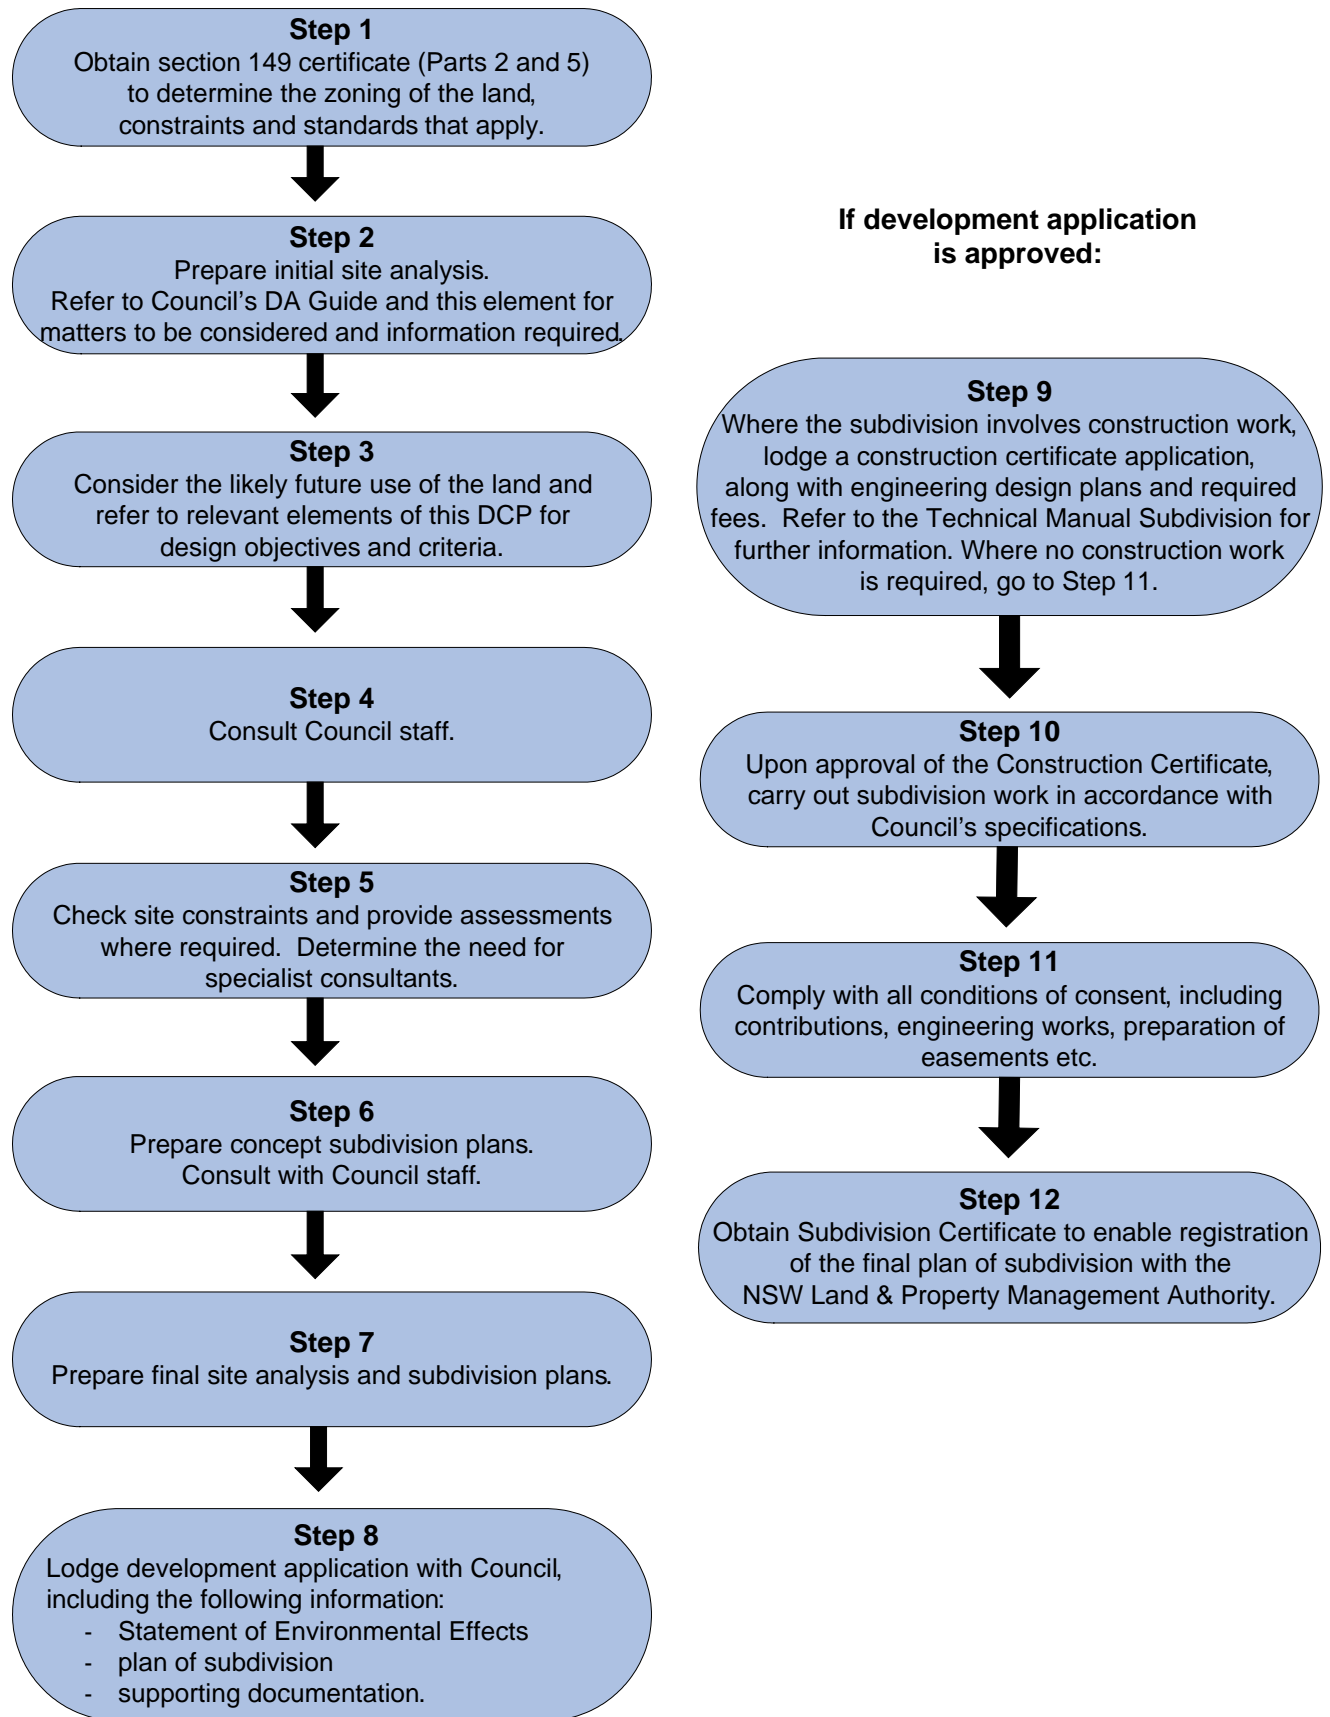 Step 1
Obtain section 149 certificate (Parts 2 and 5)
to determine the zoning of the land,
constraints and standards that apply.
Step 2
Prepare initial site analysis.
Refer to Council’s DA Guide and this element for
matters to be considered and information required.
Step 3
Consider the likely future use of the land and
refer to relevant elements of this DCP for
design objectives and criteria.
Step 4
Consult Council staff.
Step 5
Check site constraints and provide assessments
where required.  Determine the need for
specialist consultants.
Step 6
Prepare concept subdivision plans.
Consult with Council staff.
Step 7
Prepare final site analysis and subdivision plans.
Step 8
Lodge development application with Council,
including the following information:
- Statement of Environmental Effects
- plan of subdivision
- supporting documentation.
If development application
is approved:
Step 9
Where the subdivision involves construction work,
lodge a construction certificate application,
along with engineering design plans and required
fees.  Refer to the Technical Manual Subdivision for
further information. Where no construction work
is required, go to Step 11.
Step 10
Upon approval of the Construction Certificate,
carry out subdivision work in accordance with
Council’s specifications.
Step 11
Comply with all conditions of consent, including
contributions, engineering works, preparation of
easements etc.
Step 12
Obtain Subdivision Certificate to enable registration
of the final plan of subdivision with the
NSW Land & Property Management Authority.